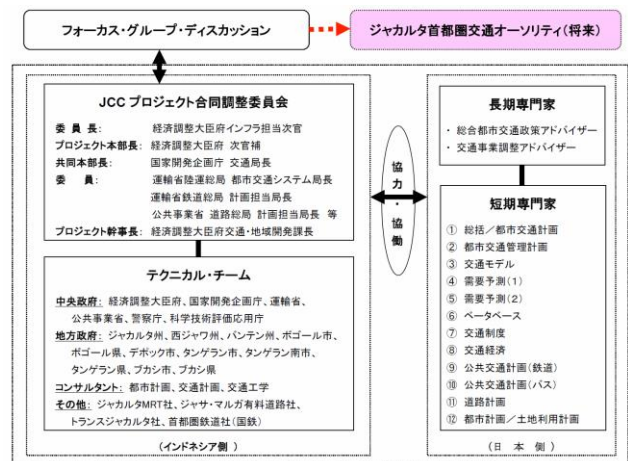 フォーカス・グループ・ディスカッション
ジャカルタ首都圏交通オーソリティ(将来)
JCC プロジェクト合同調整委員会
委 員 長: 経済調整大臣府インフラ担当次官
プロジェクト本部長: 経済調整大臣府 次官補
共同本部長: 国家開発企画庁 交通局長
委 員: 運輸省陸運総局 都市交通システム局長
運輸省鉄道総局 計画担当局長
公共事業省 道路総局 計画担当局長 等
プロジェクト幹事長: 経済調整大臣府交通・地域開発課長
テクニカル・チーム
中央政府: 経済調整大臣府、国家開発企画庁、運輸省、
公共事業省、警察庁、科学技術評価応用庁
地方政府: ジャカルタ州、西ジャワ州、バンテン州、ボゴール市、
ボゴール県、デポック市、タンゲラン市、タンゲラン南市、
タンゲラン県、ブカシ市、ブカシ県
コンサルタント: 都市計画、交通計画、交通工学
その他: ジャカルタMRT社、ジャサ・マルガ有料道路社、
トランスジャカルタ社、首都圏鉄道社(国鉄)
(インドネシア側)
協力・協働
長期専門家
・ 総合都市交通政策アドバイザー
・ 交通事業調整アドバイザー
短期専門家
① 総括/都市交通計画
② 都市交通管理計画
③ 交通モデル
④ 需要予測(1)
⑤ 需要予測(2)
⑥ ベータベース
⑦ 交通制度
⑧ 交通経済
⑨ 公共交通計画(鉄道)
⑩ 公共交通計画(バス)
⑪ 道路計画
⑫ 都市計画/土地利用計画
(日 本 側)